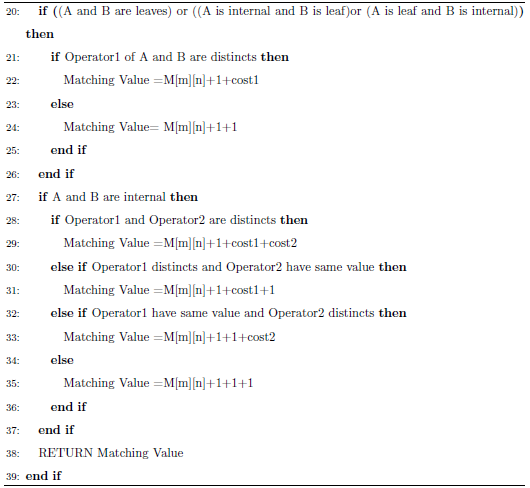 20: if ((A and B are leaves) or ((A is internal and B is leaf)or (A is leaf and B is internal))
then
21: if Operator1 of A and B are distincts then
22: Matching Value =M[m][n]+1+cost1
23: else
24: Matching Value= M[m][n]+1+1
25: end if
26: end if
27: if A and B are internal then
28: if Operator1 and Operator2 are distincts then
29: Matching Value =M[m][n]+1+cost1+cost2
30: else if Operator1 distincts and Operator2 have same value then
31: Matching Value =M[m][n]+1+cost1+1
32: else if Operator1 have same value and Operator2 distincts then
33: Matching Value =M[m][n]+1+1+cost2
34: else
35: Matching Value =M[m][n]+1+1+1
36: end if
37: end if
38: RETURN Matching Value
39: end if